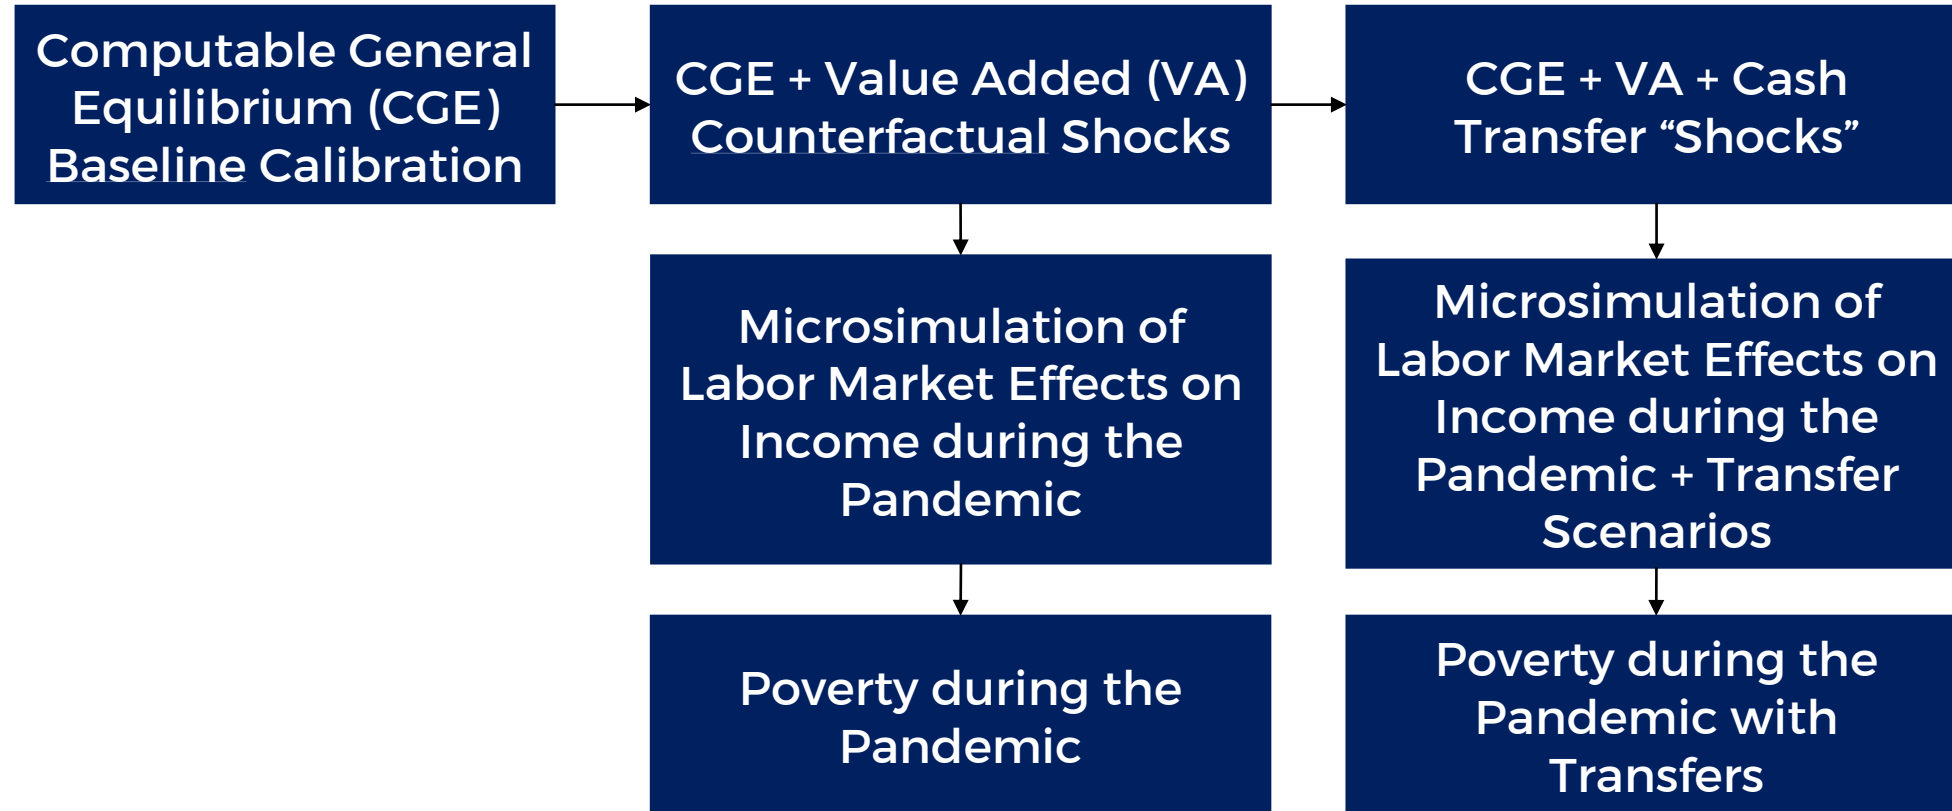 Computable General
Equilibrium (CGE)
Baseline Calibration
CGE + Value Added (VA)
Counterfactual Shocks
CGE + VA + Cash
Transfer “Shocks”
Microsimulation of
Labor Market Effects on
Income during the
Pandemic
Microsimulation of
Labor Market Effects on
Income during the
Pandemic + Transfer
Scenarios
Poverty during the
Pandemic
Poverty during the
Pandemic with
Transfers